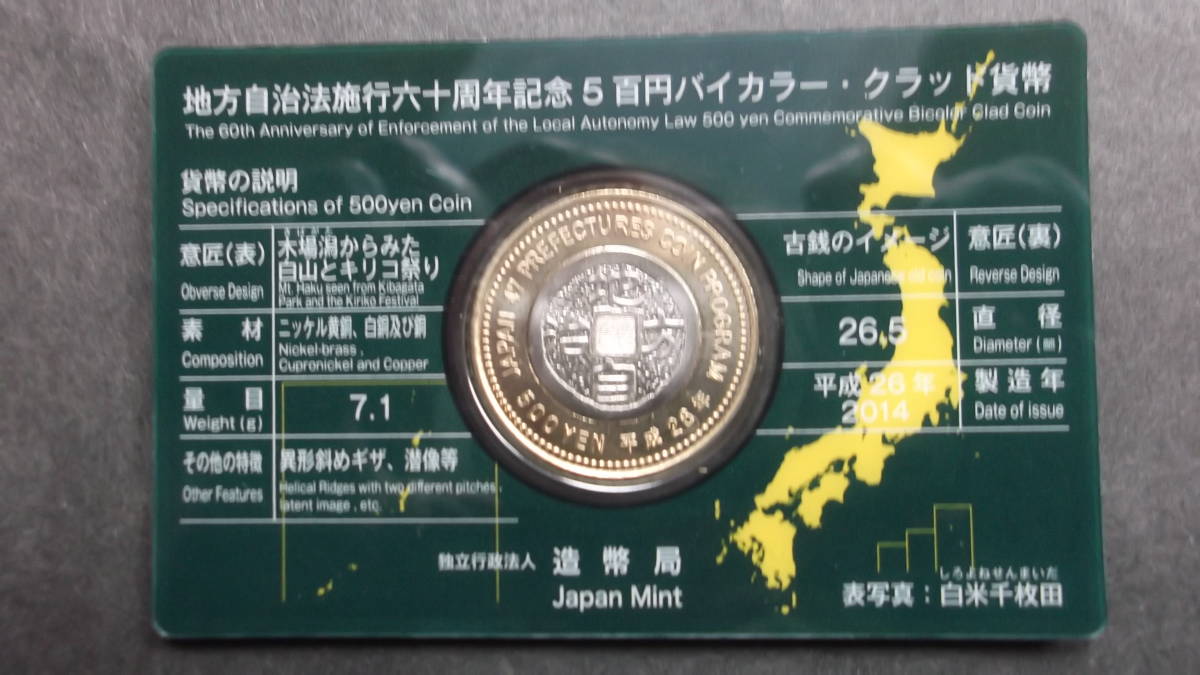 地方自治法施行六十周年記念5百円バイカラー・クラッド貨幣
The 60th Anniversary of Enforcement of the Local Autonomy Law 500 yen Commemorative Bicolor Clad Coin
貨幣の説明
Specifications of 500yen Coin
意匠(表)
Obverse Design
きばがた
木場潟からみた
白山とキリコ祭り
Mt. Haku seen from Kibagata
Park and the Kiriko Festival
素材
Composition
ニッケル黄銅、白銅及び銅
Nickel-brass,
Cupronickel and Copper
量目
Weight (g)
7.1
その他の特徴
Other Features
異形斜めギザ、潜像等
Helical Ridges with two different pitches,
latent image, etc.
JAPAN 47 PREFECTURES COIN PROGRAM
500 YEN 平成26年
古銭のイメージ
Shape of Japanese old coin
意匠(裏)
Reverse Design
26.5
直径
Diameter (㎜)
平成26年
2014
製造年
Date of issue
独立行政法人 造幣局
Japan Mint
しろよねせんまいだ
表写真:白米千枚田